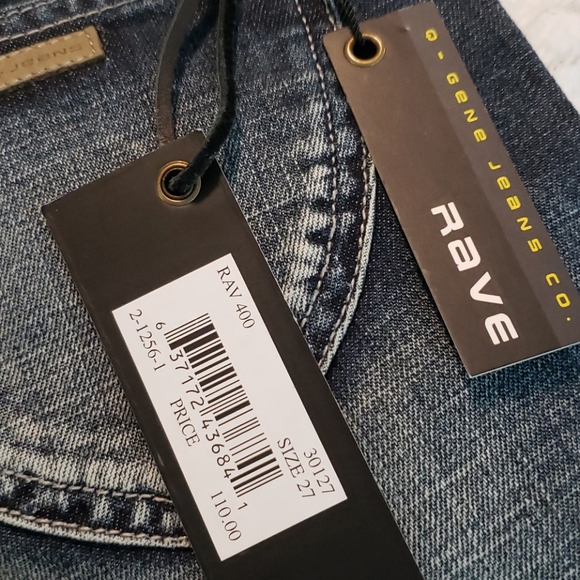 JEANS
RAV 400
30127
2-1256-1
SIZE 27
6 37172 43684 1
PRICE
110.00
Q' Gene Jeans Co.
RAVE